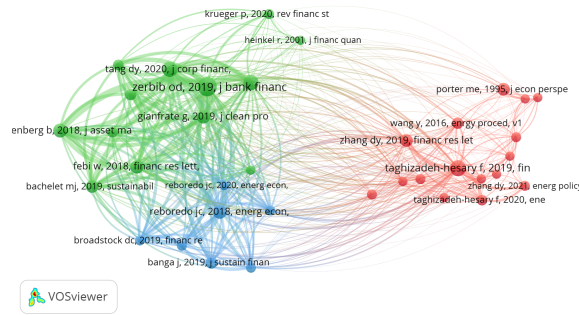 krueger p, 2020, rev financ st
heinkel r, 2001, j financ quan
tang dy, 2020, j corp financ,
zerbib od, 2019, j bank financ
porter me, 1995, j econ perspe
gianfrate g, 2019, j clean pro
wang y, 2016, enrgy proced, v1
enberg b, 2018, j asset ma
zhang dy, 2019, financ res let
febi w, 2018, financ res lett,
taghizadeh-hesary f, 2019, fin
bachelet mj, 2019, sustainabil
reboredo jc, 2020, energ econ,
zhang dy, 2021, energ policy
taghizadeh-hesary f, 2020, ene
reboredo jc, 2018, energ econ,
broadstock dc, 2019, financ re
banga j, 2019, j sustain finan
VOSviewer